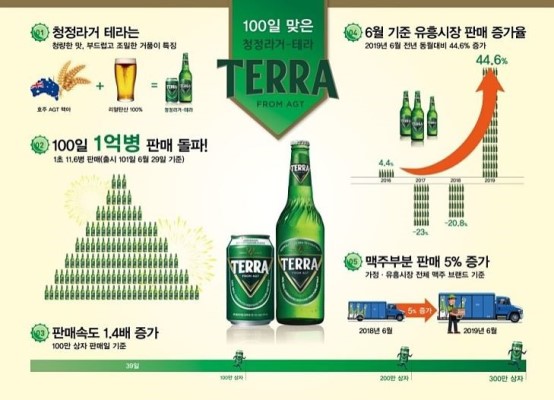 100일 맞은
청정라거-테라
TERRA
FROM AGT
01 청정라거 테라는
청량한 맛, 부드럽고 조밀한 거품이 특징
+
호주 AGT 맥아
리얼탄산 100%
청정라거-테라
02 100일 1억병 판매 돌파!
1초 11.6병 판매(출시 101일 6월 29일 기준)
03 판매속도 1.4배 증가
100만 상자 판매일 기준
30일
100만 상자
200만 상자
300만 상자
TERRA
FROM AGT
TERRA
FROM AGT
04 6월 기준 유흥시장 판매 증가율
2019년 6월 전년 동월대비 44.6% 증가
44.6%
4.4%
2016
2017
2018
2019
-23%
-20.8%
05 맥주부분 판매 5% 증가
가정·유흥시장 전체 맥주 브랜드 기준
5% 증가
2018년 6월
2019년 6월